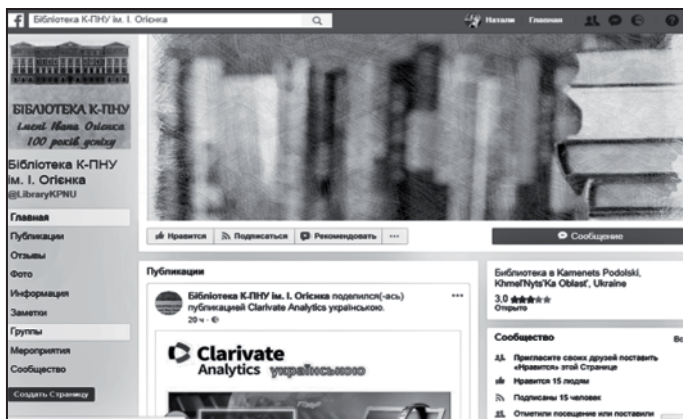 Бібліотека К-ПНУ ім. І. Огієнка
Натали Главная
БІБЛІОТЕКА К-ПНУ
імені Івана Огієнка
100 років успіху
Бібліотека К-ПНУ
ім. І. Огієнка
@LibraryKPNU
Главная
Публикации
Отзывы
Фото
Информация
Заметки
Группы
Мероприятия
Сообщество
Создать Страницу
Нравится Подписаться Рекомендовать ...
Сообщение
Публикации
Бібліотека К-ПНУ ім. І. Огієнка поделился(-ась)
публикацией Clarivate Analytics українською.
20 ч
Clarivate
Analytics українською
Библиотека в Kamenets Podolski,
Khmel'Nyts'Ka Oblast', Ukraine
3,0 ★★★☆☆
Открыто
Сообщество Вс
Пригласите своих друзей поставить
«Нравится» этой Странице
Нравится 15 людям
Подписаны 15 человек
Отметили посещение или поставили